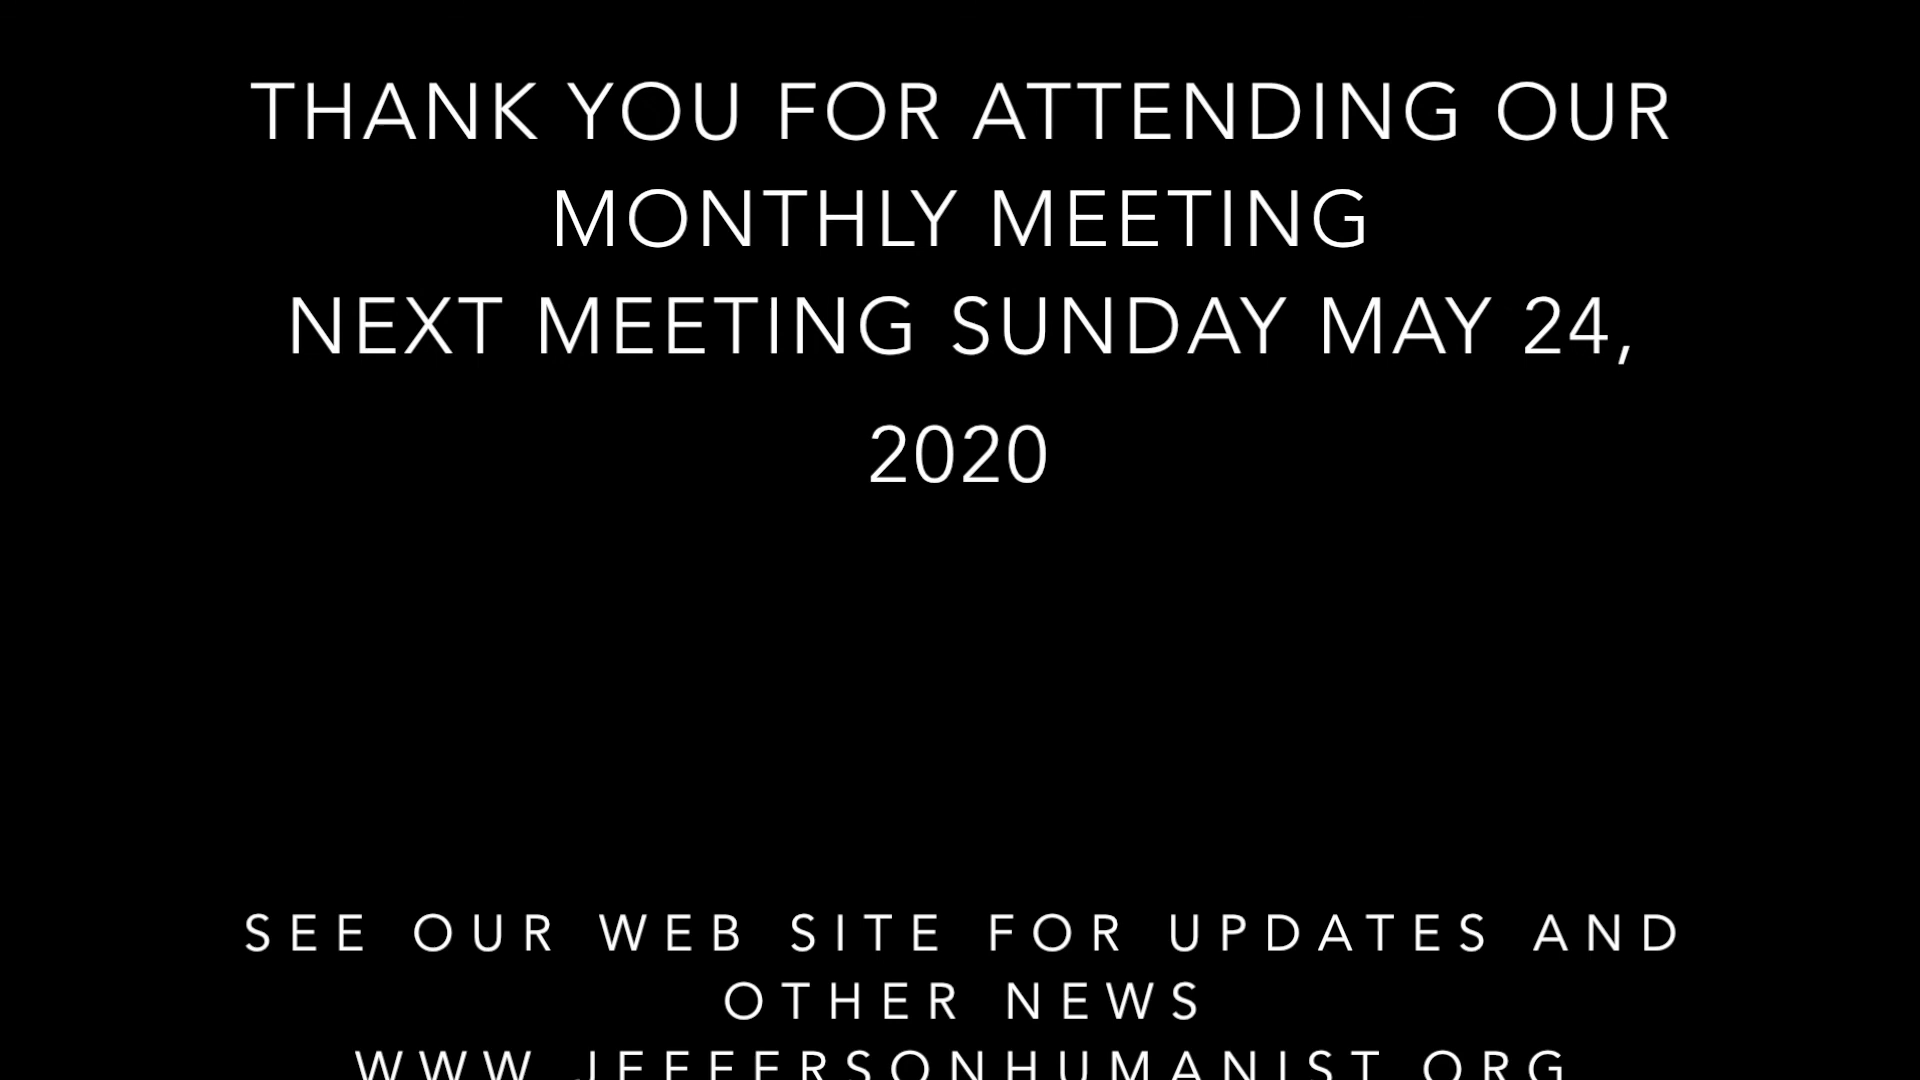 THANK YOU FOR ATTENDING OUR
MONTHLY MEETING
NEXT MEETING SUNDAY MAY 24,
2020
SEE OUR WEB SITE FOR UPDATES AND
OTHER NEWS
WWW.JEFFERSONHUMANIST.ORG